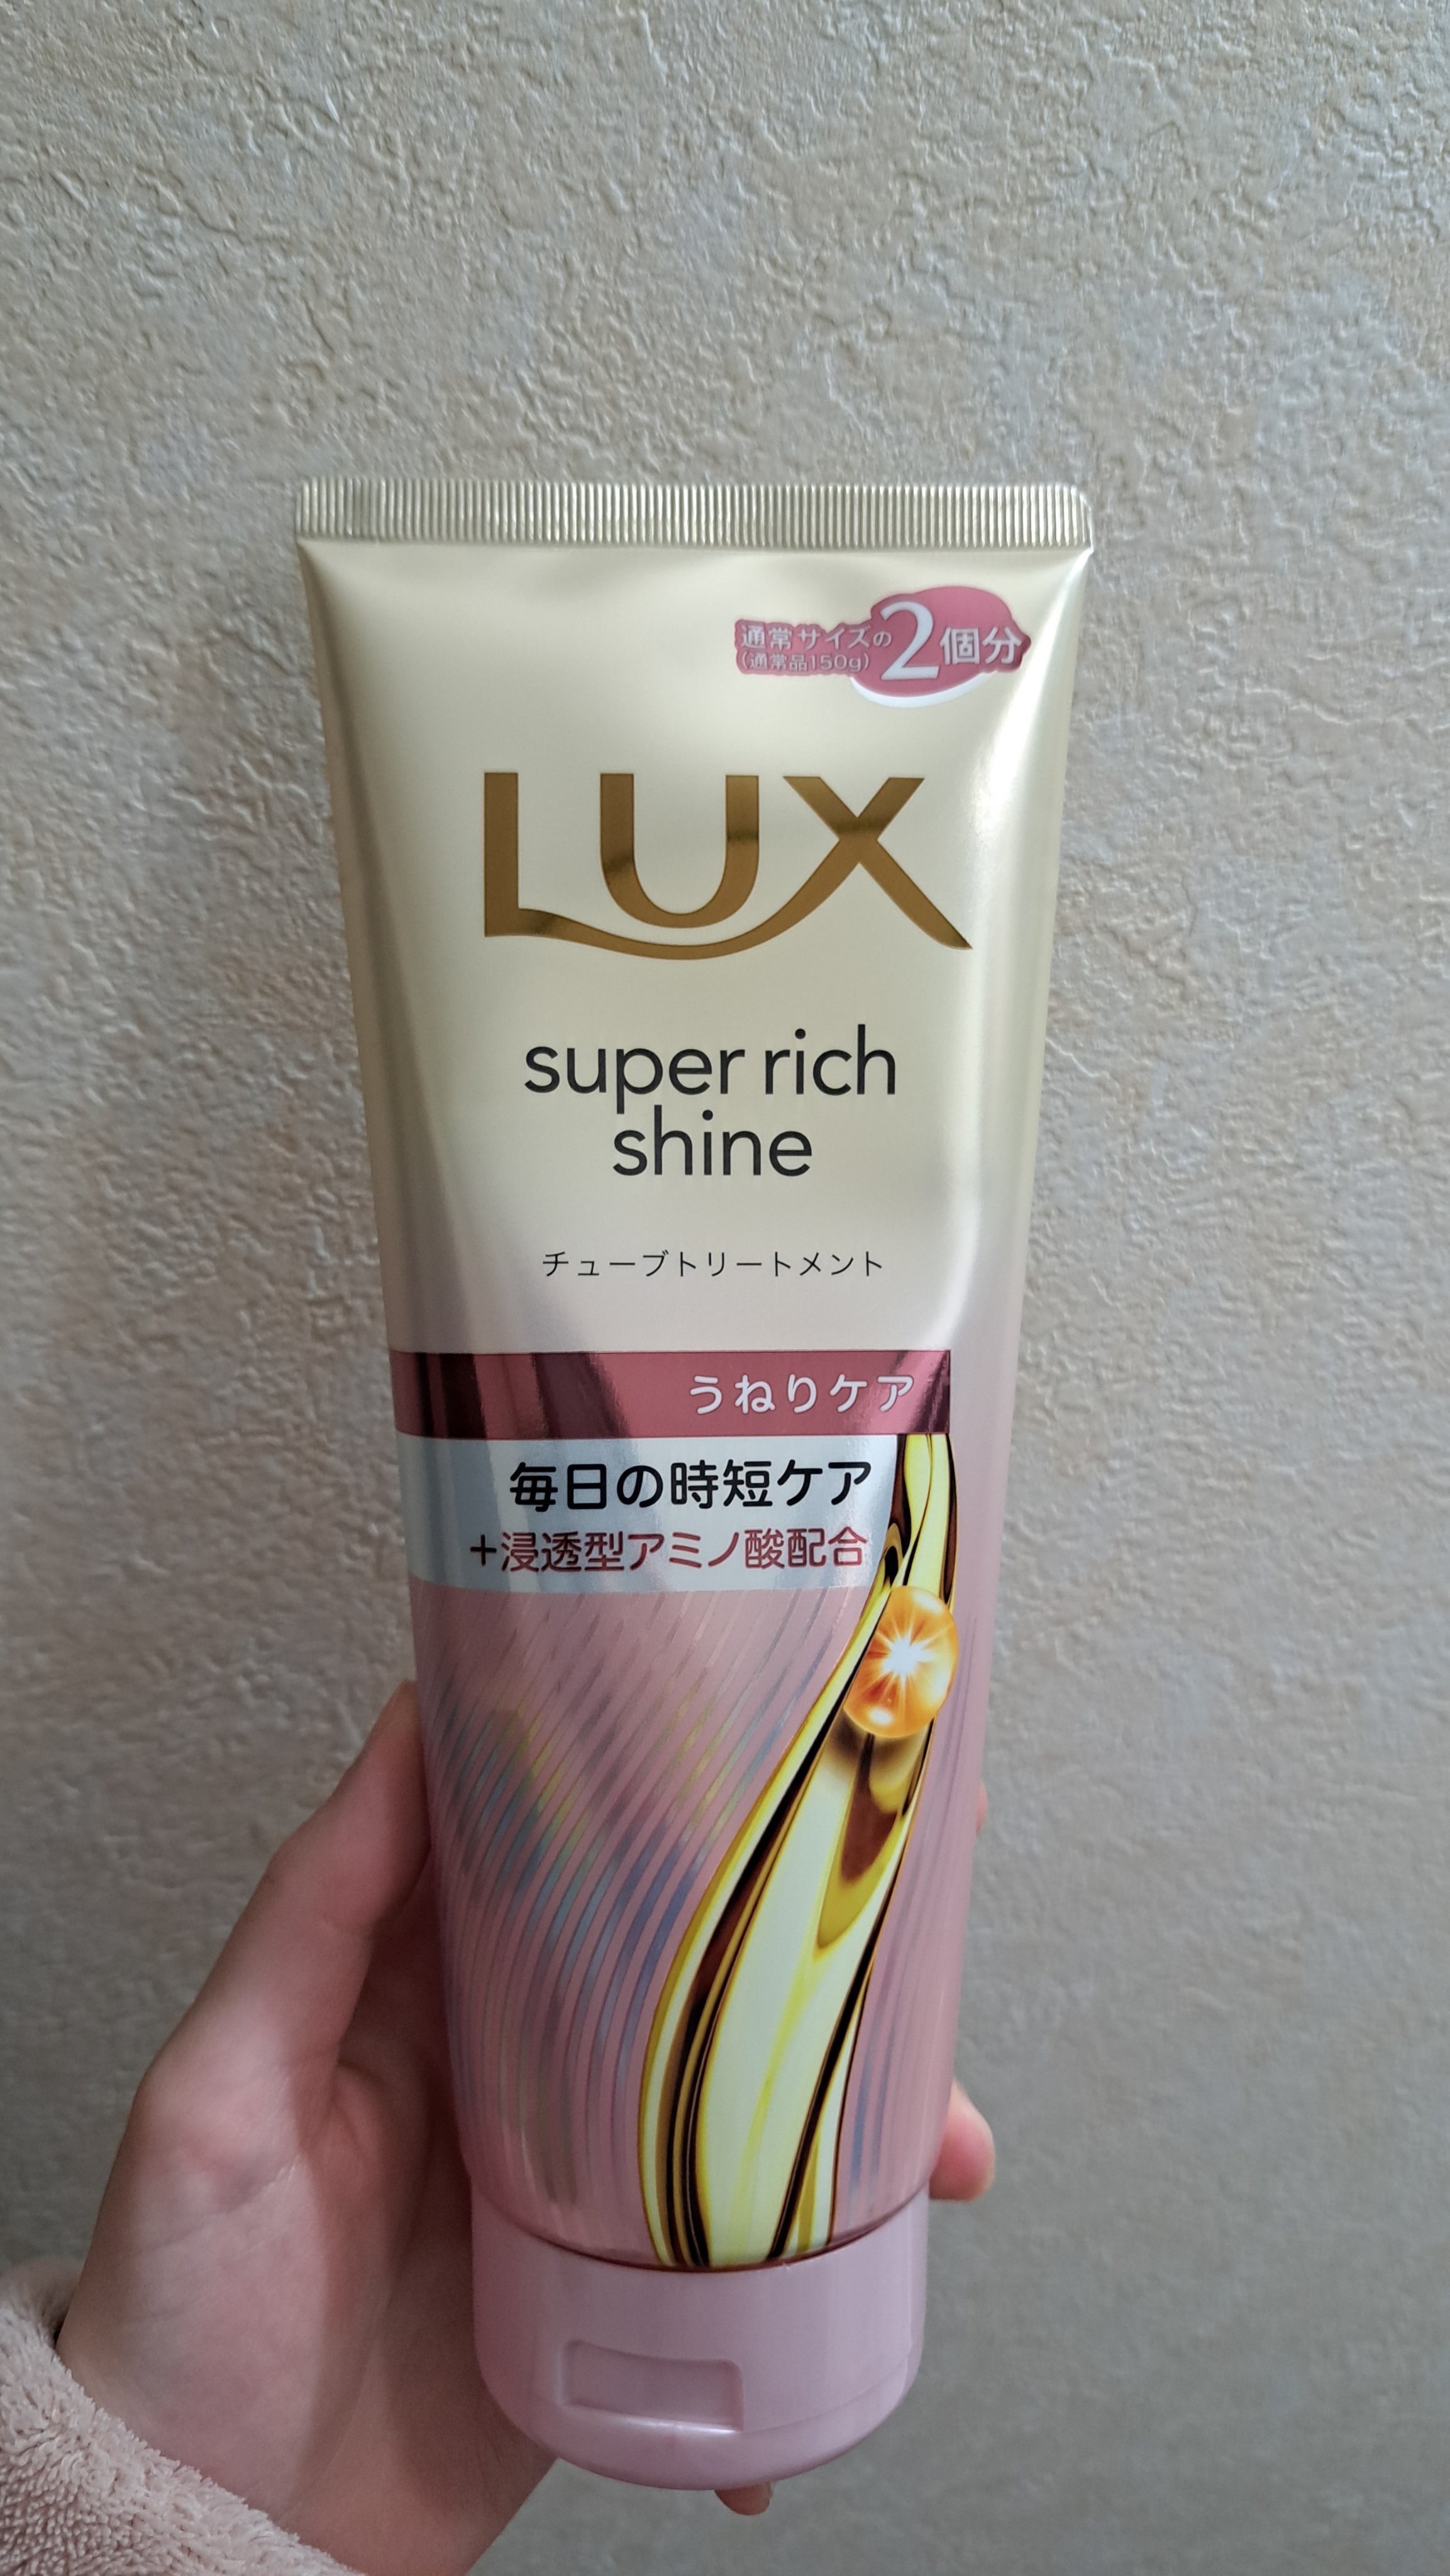 通常サイズの2個分
(通常品150g)
LUX
super rich
shine
チューブトリートメント
うねりケア
毎日の時短ケア
+浸透型アミノ酸配合